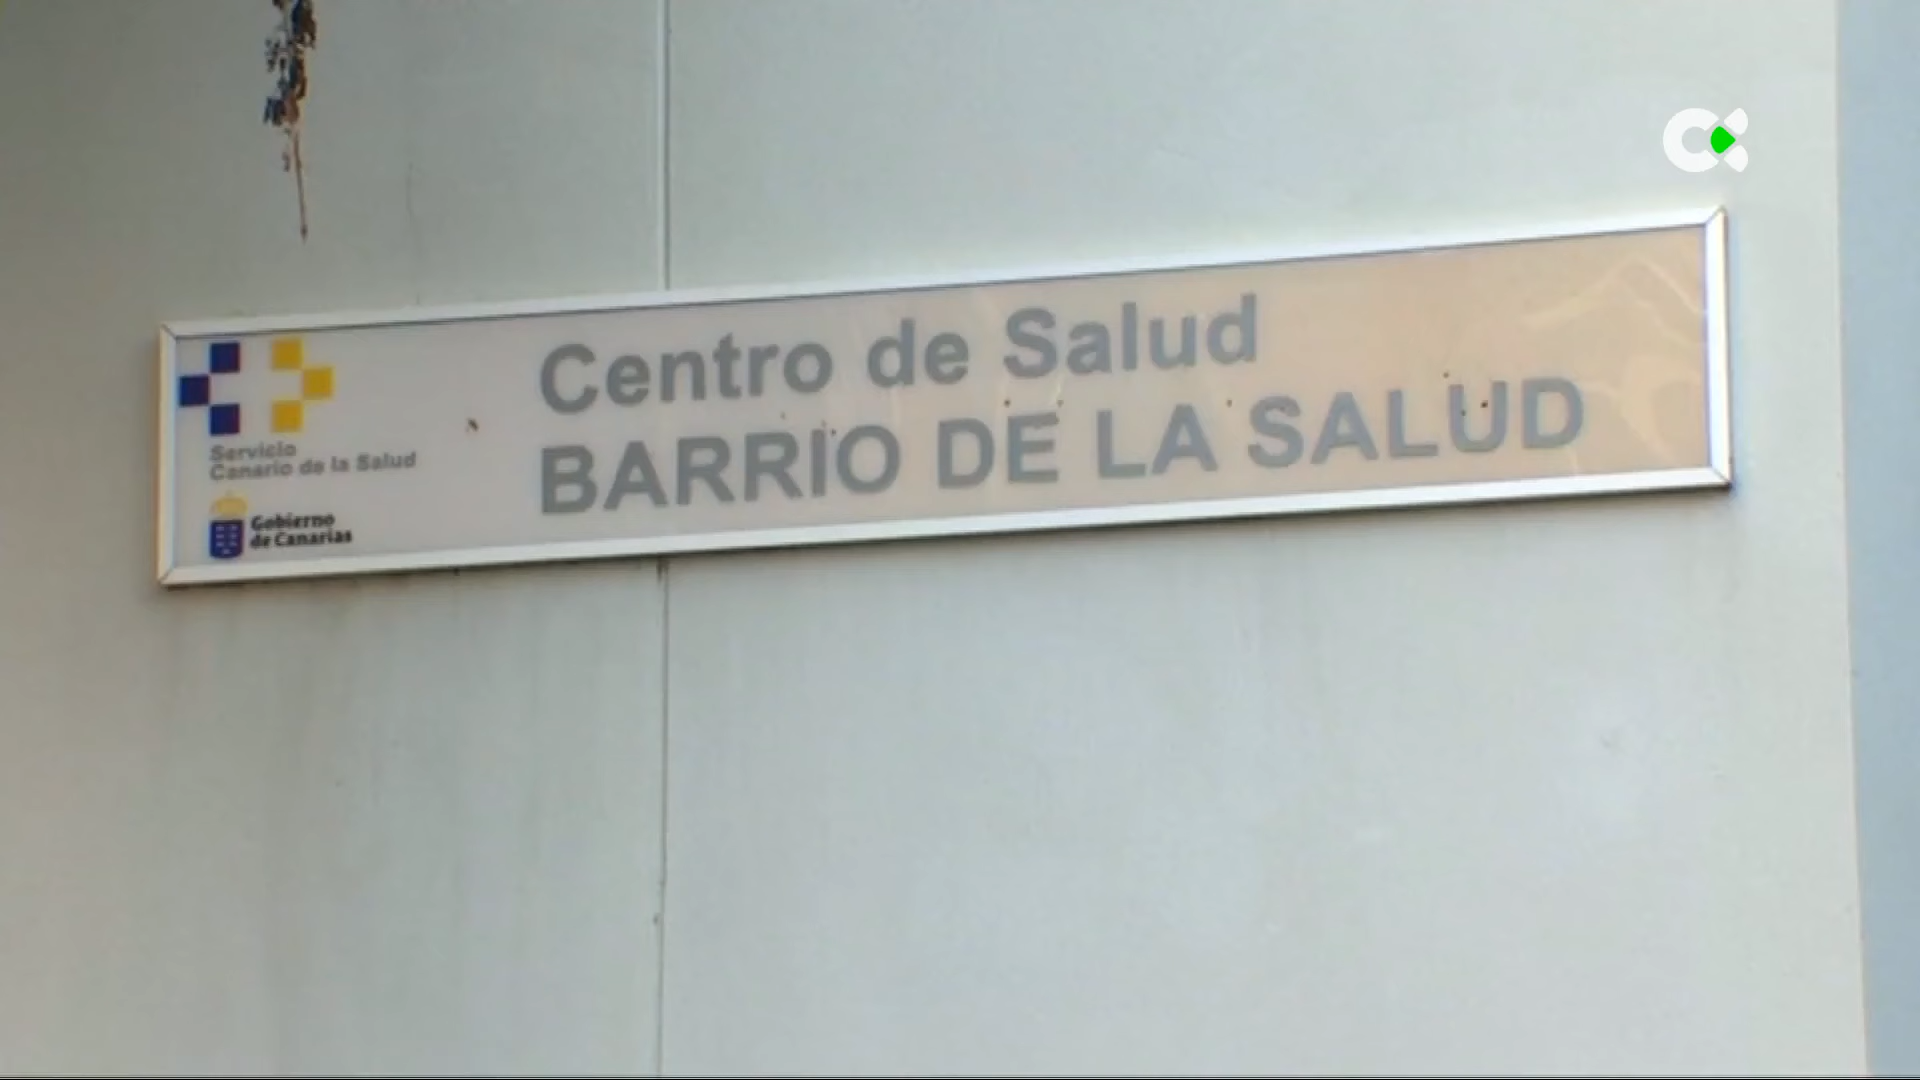 Centro de Salud
BARRIO DE LA SALUD
Servicio
Canario de la Salud
Gobierno
de Canarias